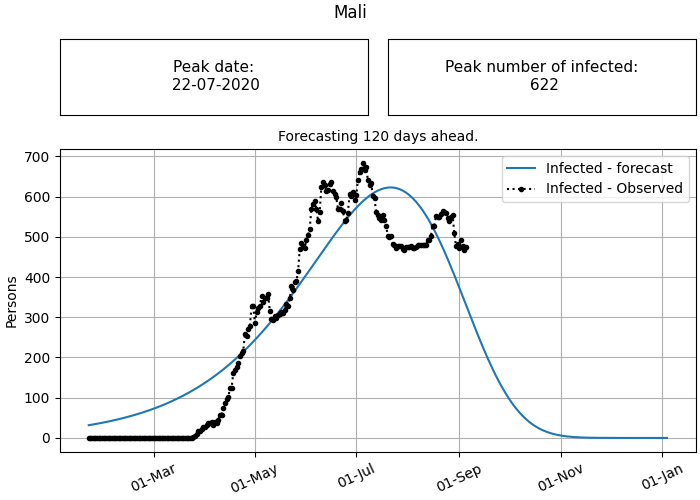 Mali
Peak date:
22-07-2020
Peak number of infected:
622
Forecasting 120 days ahead.
Infected - forecast
Infected - Observed
Persons
700
600
500
400
300
200
100
0
01-Mar
01-May
01-Jul
01-Sep
01-Nov
01-Jan